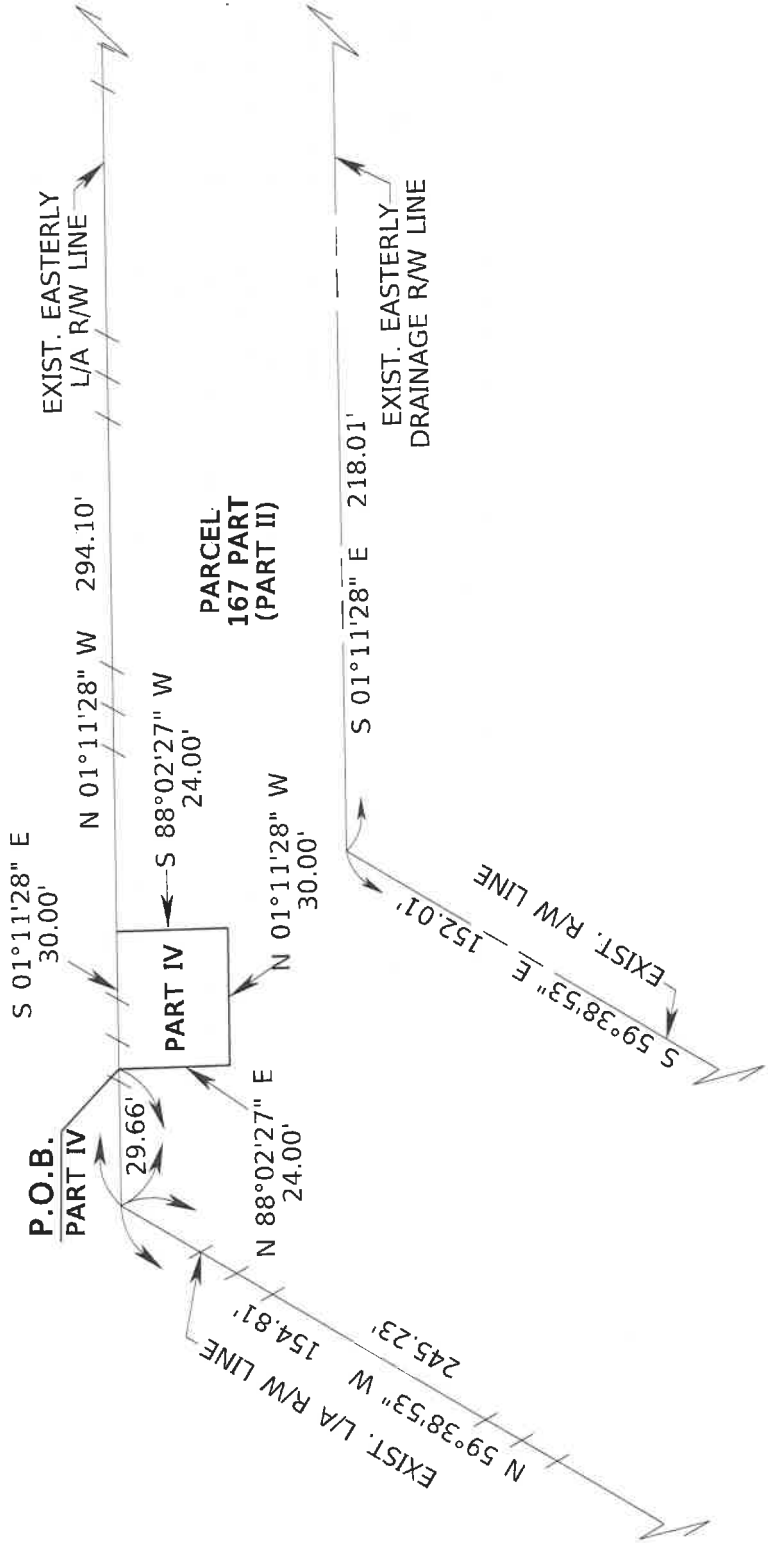 EXIST. EASTERLY
L/A R/W LINE
N 01°11'28" W 294.10'
S 01°11'28" E
30.00'
P.O.B.
PART IV
29.66'
PART IV
S 88°02'27" W
24.00'
N 01°11'28" W
30.00'
N 88°02'27" E
24.00'
PARCEL
167 PART
(PART II)
EXIST. EASTERLY
DRAINAGE R/W LINE
S 01°11'28" E 218.01'
EXIST. R/W LINE
S 59°38'53" E 152.01'
EXIST. L/A R/W LINE
N 59°38'53" W 154.81'
245.23'